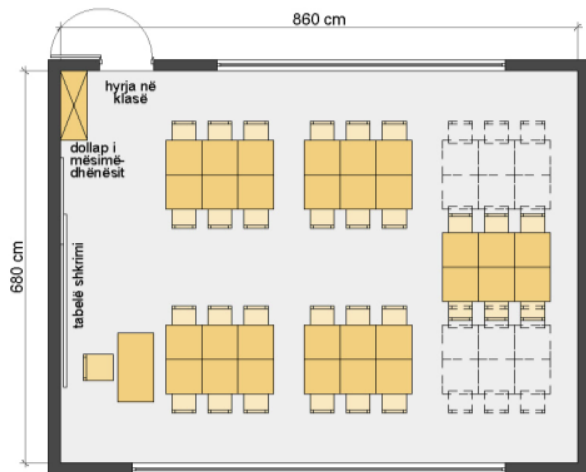 860 cm
hyrja në
klasë
dollap i
mësimë-
dhënësit
680 cm
tabelë shkrimi